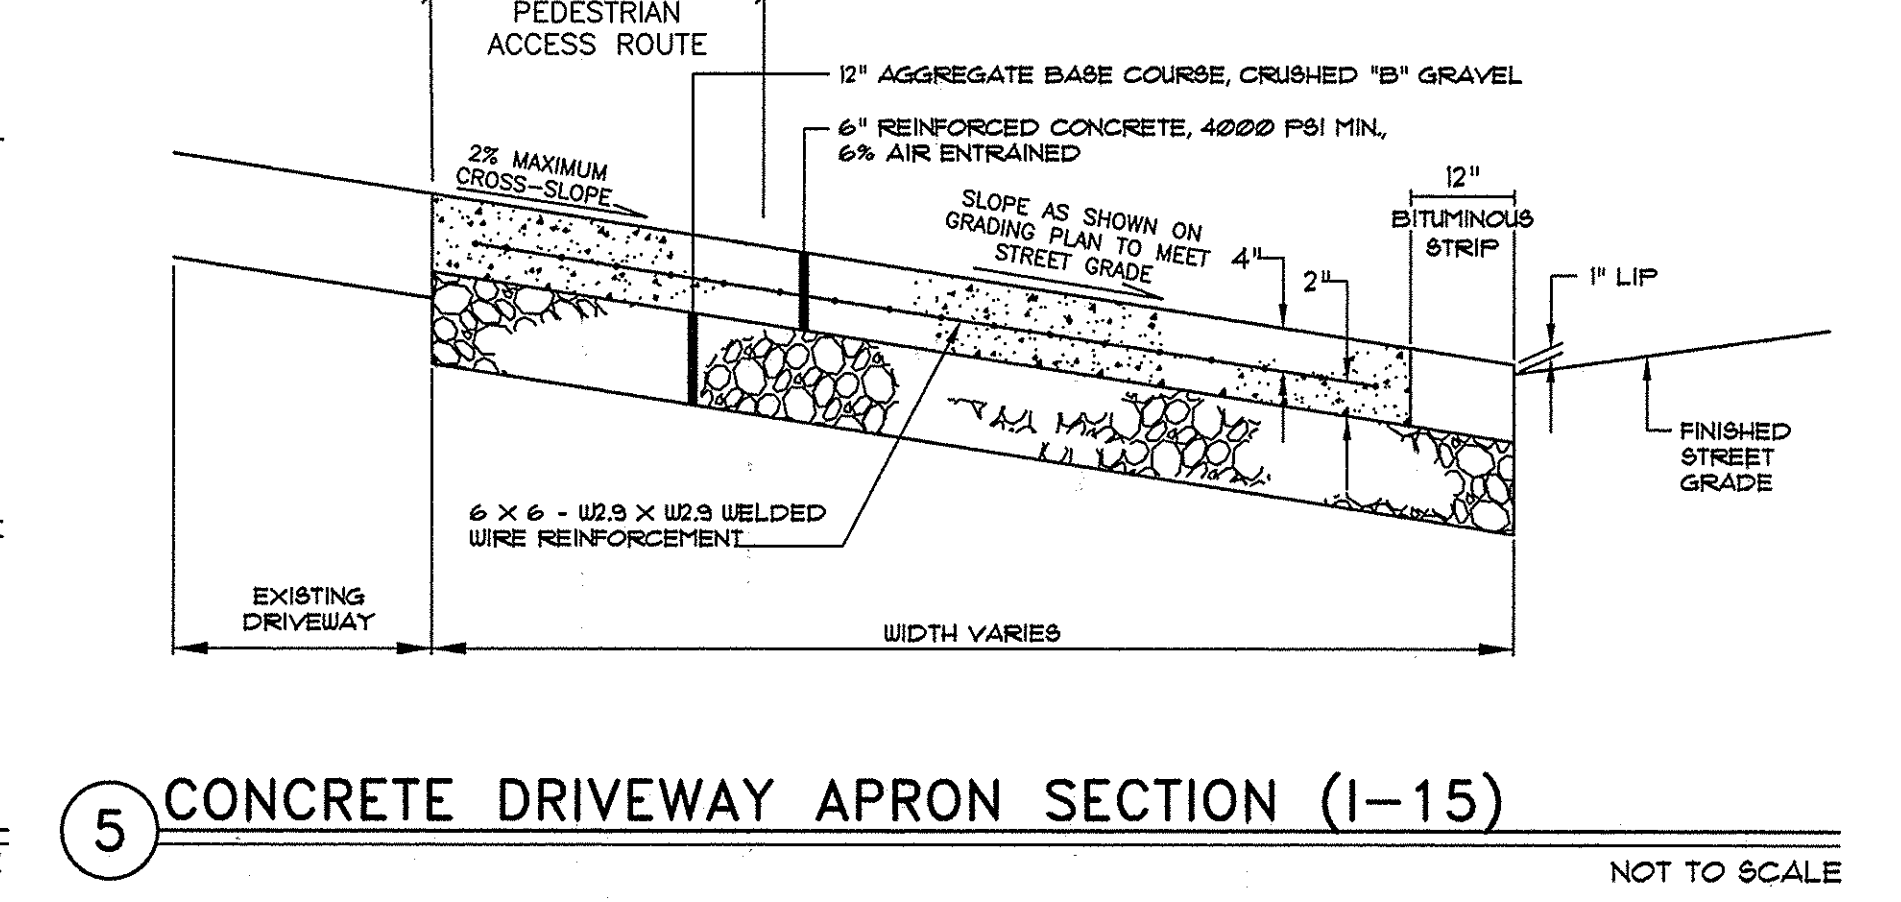 PEDESTRIAN
ACCESS ROUTE
12" AGGREGATE BASE COURSE, CRUSHED "B" GRAVEL
6" REINFORCED CONCRETE, 4000 PSI MIN.,
6% AIR ENTRAINED
2% MAXIMUM
CROSS-SLOPE
SLOPE AS SHOWN ON
GRADING PLAN TO MEET
STREET GRADE
4"
2"
12"
BITUMINOUS
STRIP
1" LIP
FINISHED
STREET
GRADE
6 X 6 - W2.9 X W2.9 WELDED
WIRE REINFORCEMENT
EXISTING
DRIVEWAY
WIDTH VARIES
5 CONCRETE DRIVEWAY APRON SECTION (I-15)
NOT TO SCALE